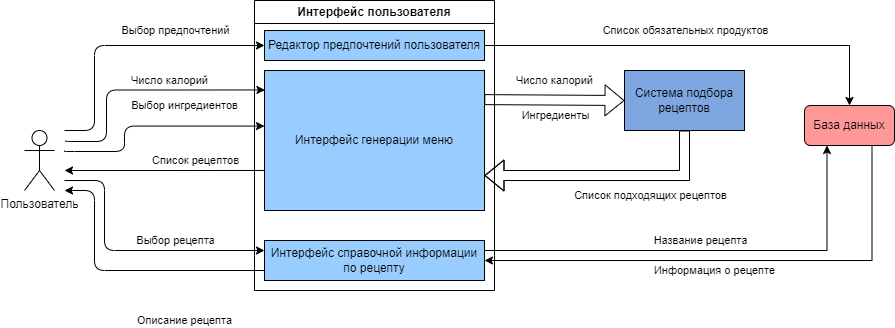 Интерфейс пользователя
Выбор предпочтений
Редактор предпочтений пользователя
Список обязательных продуктов
Число калорий
Выбор ингредиентов
Интерфейс генерации меню
Число калорий
Ингредиенты
Система подбора
рецептов
База данных
Список рецептов
Список подходящих рецептов
Пользователь
Выбор рецепта
Интерфейс справочной информации
по рецепту
Название рецепта
Информация о рецепте
Описание рецепта